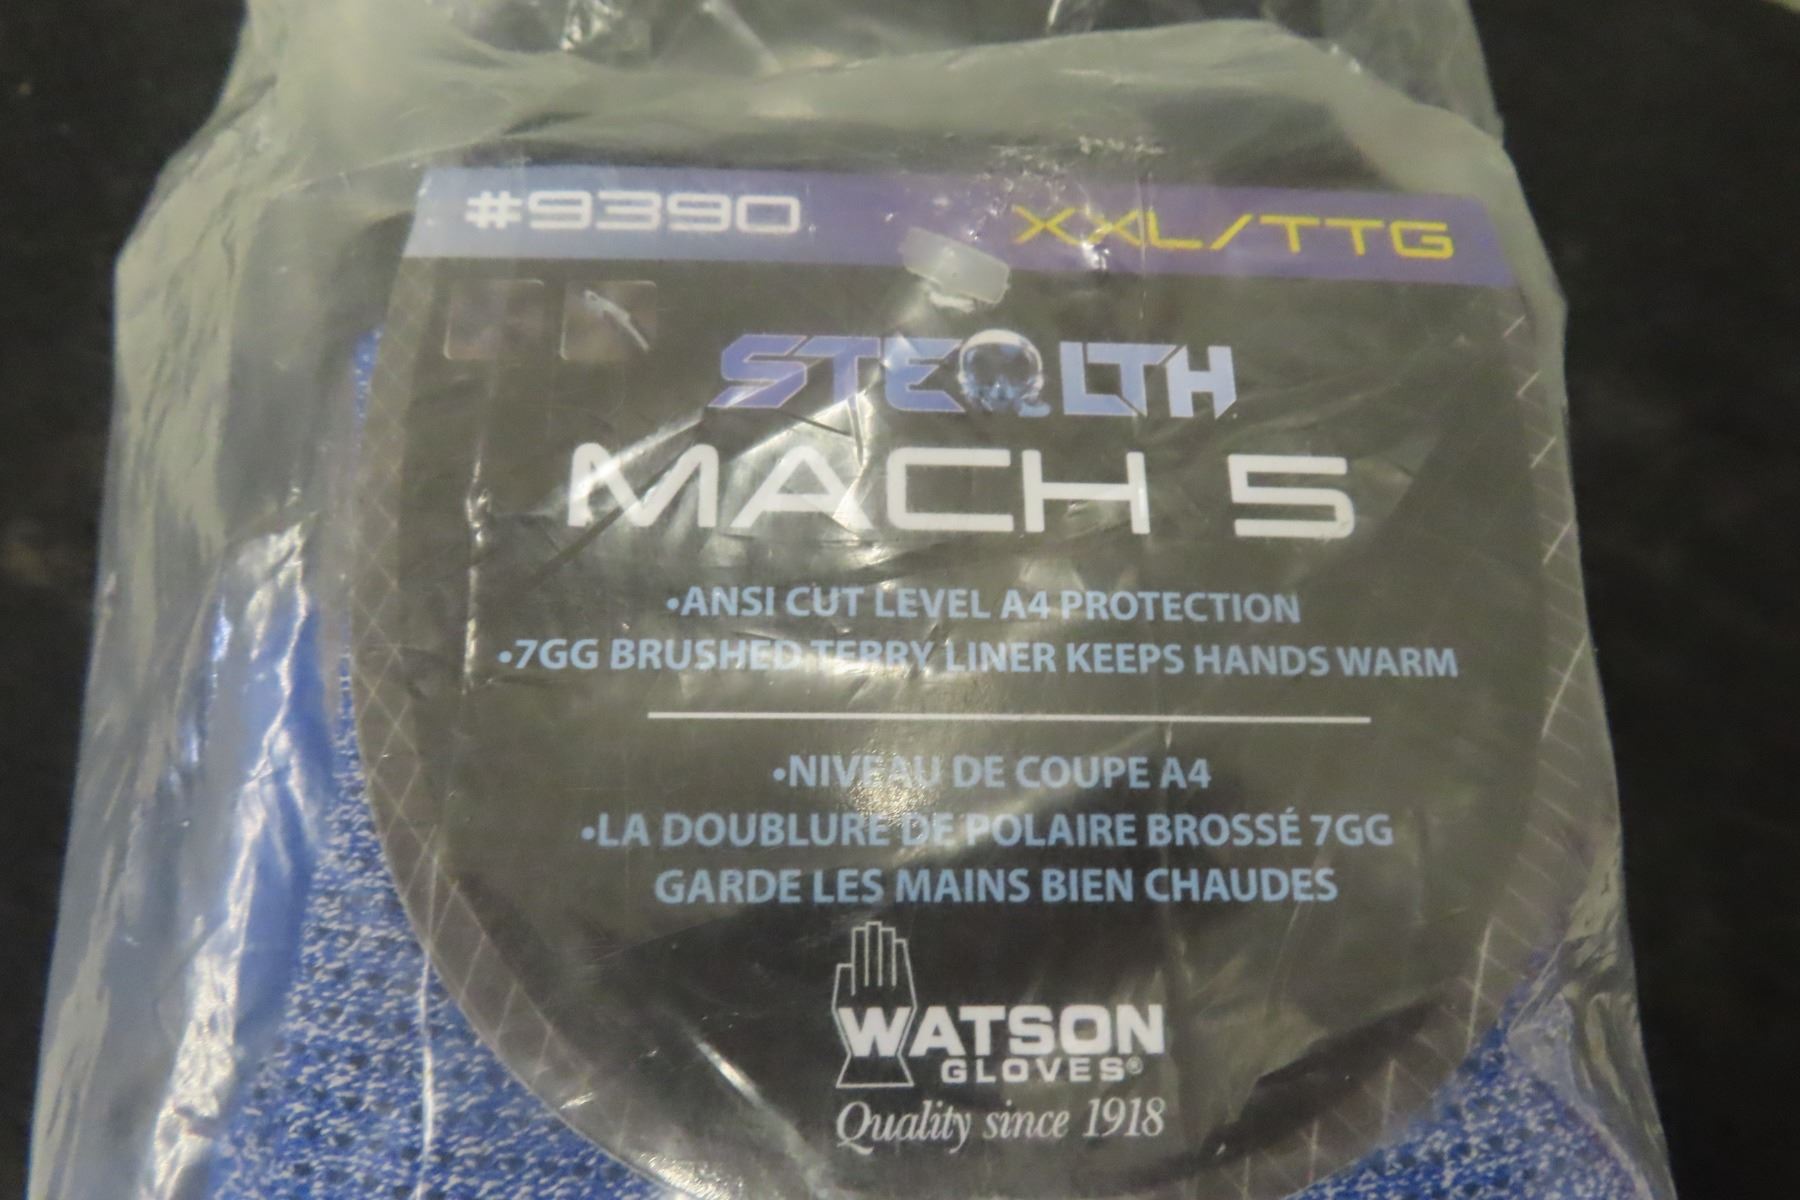 #9390
XXL/TTG
STEALTH
MACH 5
•ANSI CUT LEVEL A4 PROTECTION
•7GG BRUSHED TERRY LINER KEEPS HANDS WARM
•NIVEAU DE COUPE A4
•LA DOUBLURE DE POLAIRE BROSSÉ 7GG
GARDE LES MAINS BIEN CHAUDES
WATSON
GLOVES®
Quality since 1918